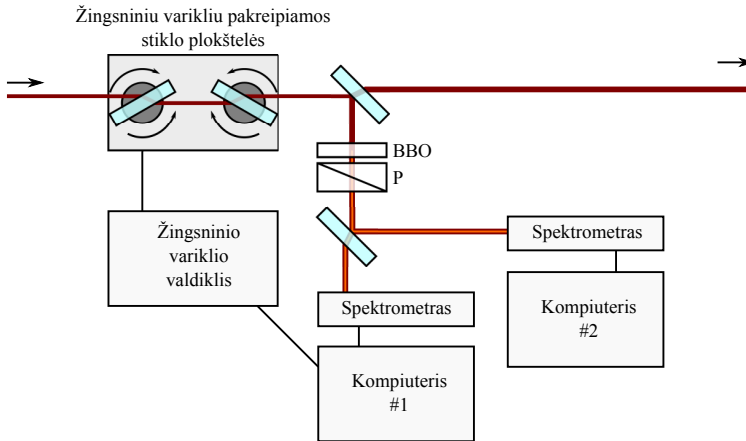 Žingsniniu varikliu pakreipiamos
stiklo plokštelės
BBO
P
Žingsninio
variklio
valdiklis
Spektrometras
Spektrometras
Kompiuteris
#2
Kompiuteris
#1